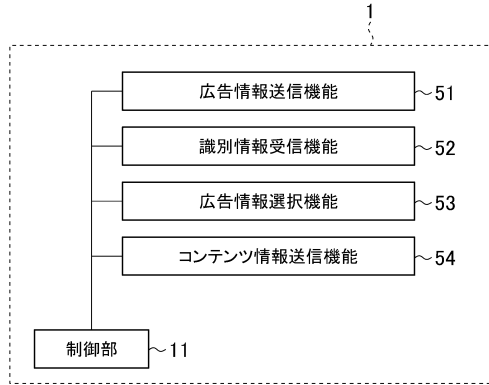 1
広告情報送信機能 51
識別情報受信機能 52
広告情報選択機能 53
コンテンツ情報送信機能 54
制御部 11